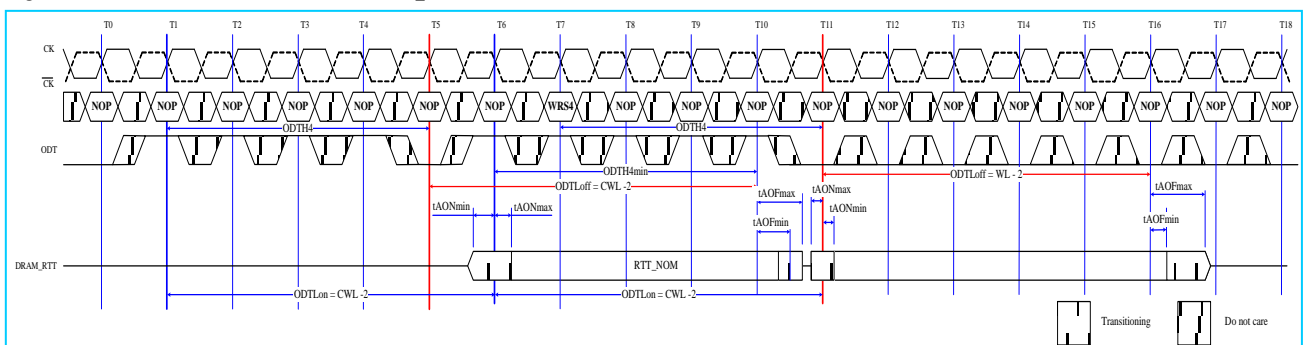 T0 T1 T2 T3 T4 T5 T6 T7 T8 T9 T10 T11 T12 T13 T14 T15 T16 T17 T18
CK
CK
NOP NOP NOP NOP NOP NOP NOP WRS4 NOP NOP NOP NOP NOP NOP NOP NOP NOP NOP NOP
ODTH4 ODTH4
ODT
ODTH4min ODTLoff = WL - 2
ODTLoff = CWL -2
tAOFmax tAONmax tAOFmax
tAONmin tAONmax
tAOFmin tAONmin tAOFmin
DRAM_RTT RTT_NOM
ODTLon = CWL -2 ODTLon = CWL -2
Transitioning Do not care